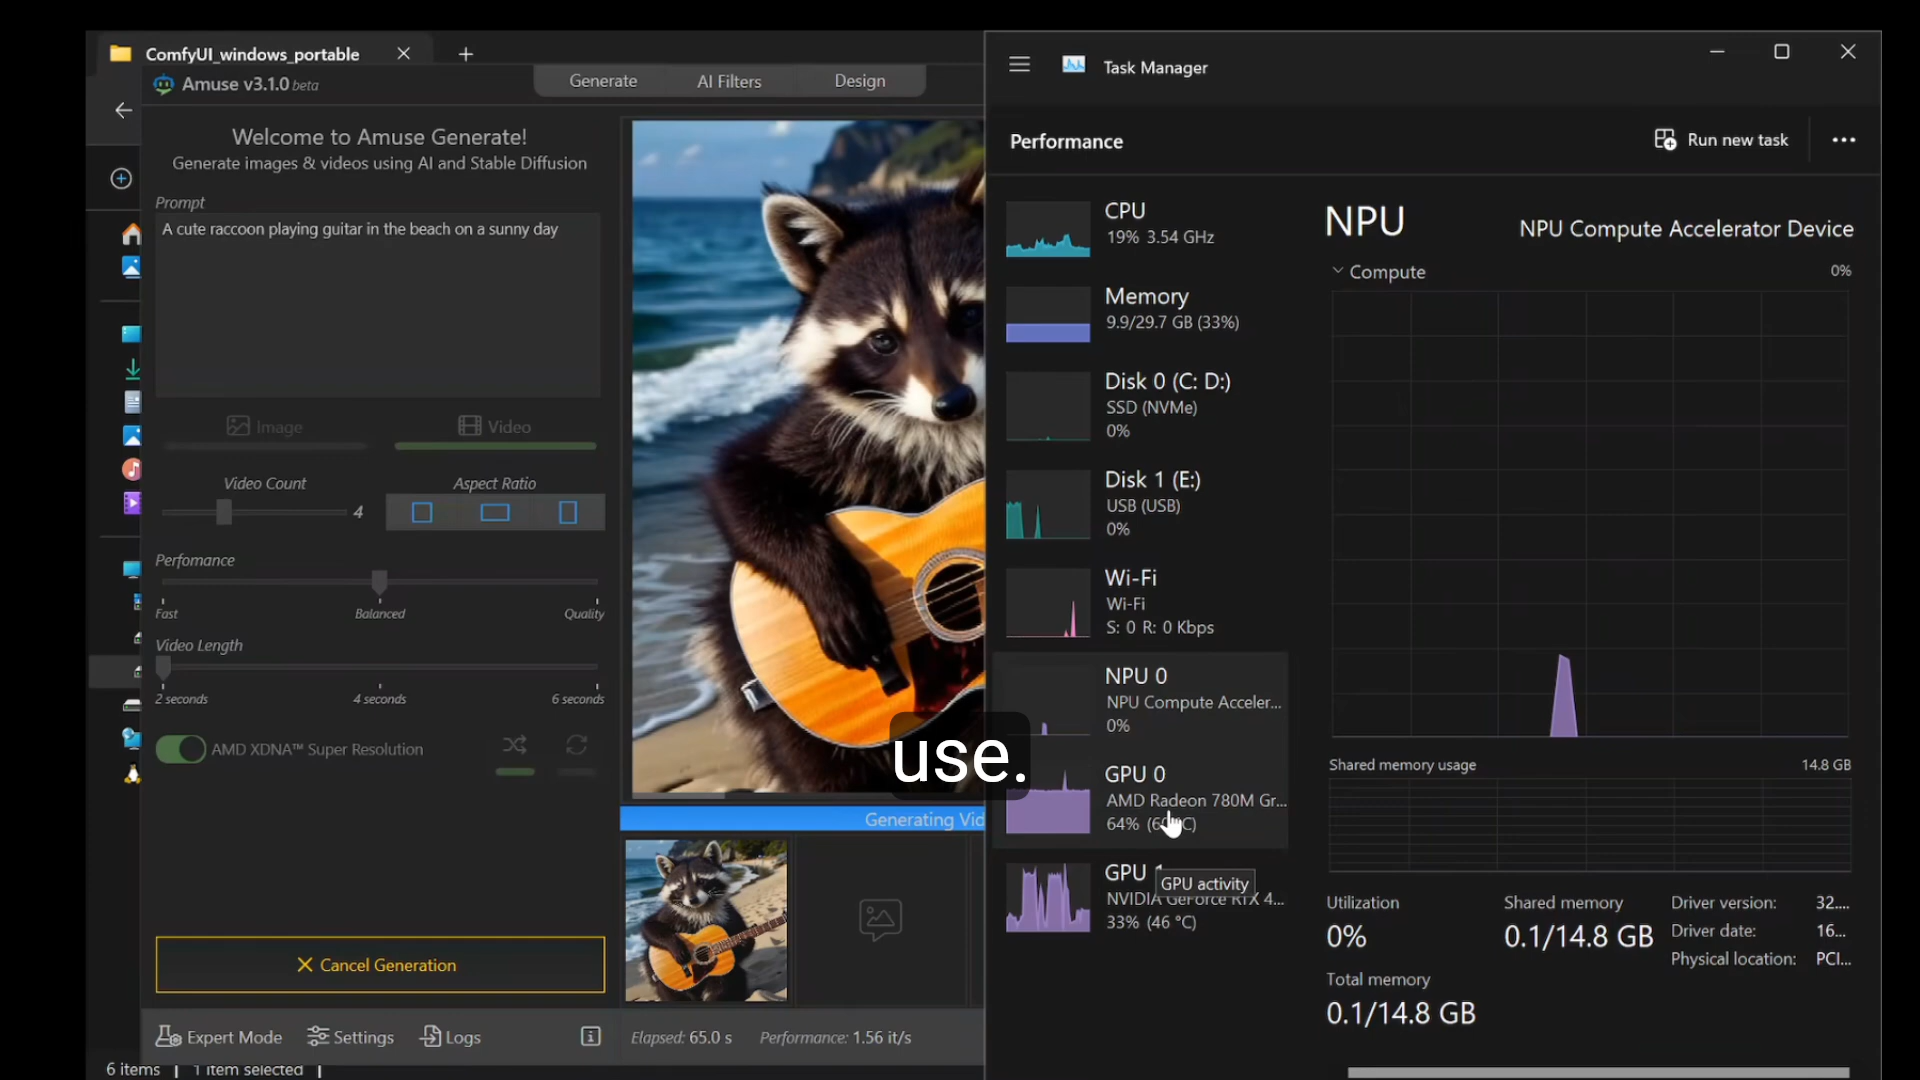 ComfyUI_windows_portable
Amuse v3.1.0 beta
Generate
AI Filters
Design
Welcome to Amuse Generate!
Generate images & videos using AI and Stable Diffusion
Prompt
A cute raccoon playing guitar in the beach on a sunny day
Image
Video
Video Count
4
Aspect Ratio
Perfomance
Fast
Balanced
Quality
Video Length
2 seconds
4 seconds
6 seconds
AMD XDNA™ Super Resolution
Cancel Generation
Expert Mode
Settings
Logs
Generating Vid
Elapsed: 65.0 s
Performance: 1.56 it/s
6 items
1 item selected
use.
Task Manager
Performance
Run new task
CPU
19% 3.54 GHz
Memory
9.9/29.7 GB (33%)
Disk 0 (C: D:)
SSD (NVMe)
0%
Disk 1 (E:)
USB (USB)
0%
Wi-Fi
Wi-Fi
S: 0 R: 0 Kbps
NPU 0
NPU Compute Acceler...
0%
GPU 0
AMD Radeon 780M Gr...
64%
GPU
GPU activity
NVIDIA GeForce RTX 4...
33% (46 °C)
NPU
NPU Compute Accelerator Device
Compute
0%
Shared memory usage
14.8 GB
Utilization
0%
Shared memory
0.1/14.8 GB
Driver version: 32....
Driver date: 16...
Physical location: PCI...
Total memory
0.1/14.8 GB